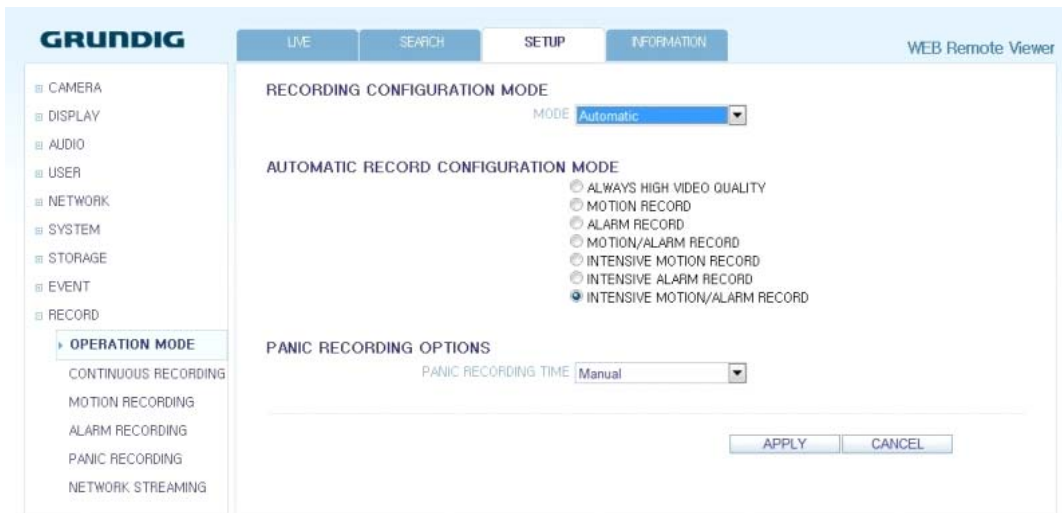 GRUNDIG
LIVE
SEARCH
SETUP
INFORMATION
WEB Remote Viewer
CAMERA
DISPLAY
AUDIO
USER
NETWORK
SYSTEM
STORAGE
EVENT
RECORD
OPERATION MODE
CONTINUOUS RECORDING
MOTION RECORDING
ALARM RECORDING
PANIC RECORDING
NETWORK STREAMING
RECORDING CONFIGURATION MODE
MODE Automatic
AUTOMATIC RECORD CONFIGURATION MODE
ALWAYS HIGH VIDEO QUALITY
MOTION RECORD
ALARM RECORD
MOTION/ALARM RECORD
INTENSIVE MOTION RECORD
INTENSIVE ALARM RECORD
INTENSIVE MOTION/ALARM RECORD
PANIC RECORDING OPTIONS
PANIC RECORDING TIME Manual
APPLY
CANCEL